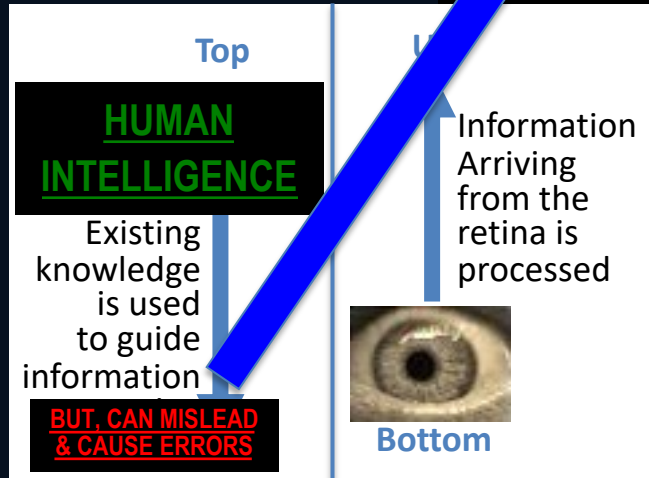 Top
HUMAN
INTELLIGENCE
Existing
knowledge
is used
to guide
information
BUT, CAN MISLEAD
& CAUSE ERRORS
Information
Arriving
from the
retina is
processed
Bottom